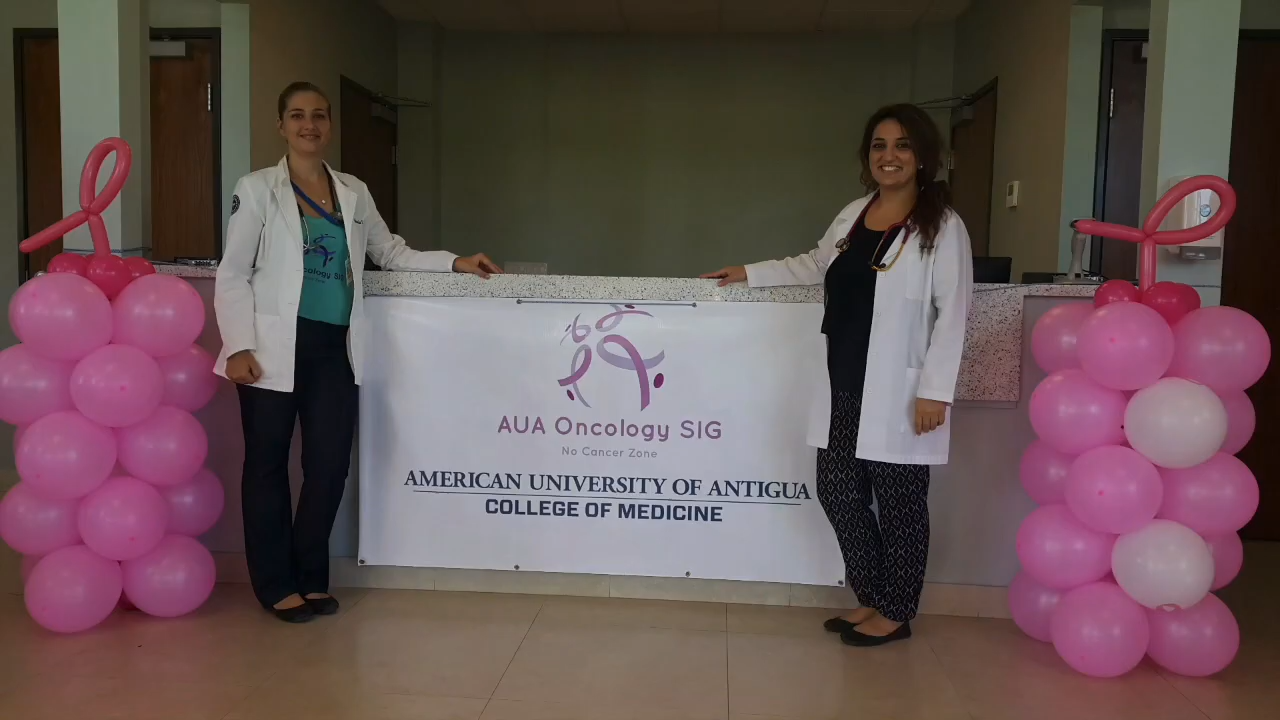 AUA Oncology SIG
No Cancer Zone
AMERICAN UNIVERSITY OF ANTIGUA
COLLEGE OF MEDICINE